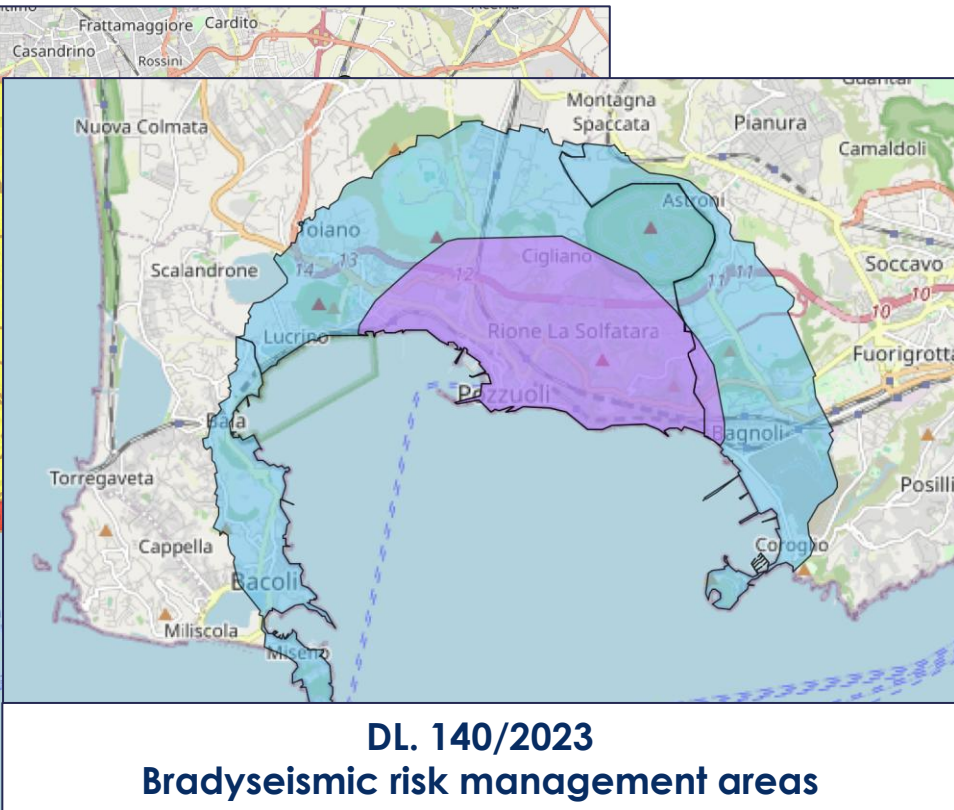 Frattamaggiore
Cardito
Casandrino
Rossini
Nuova Colmata
Montagna
Spaccata
Pianura
Camaldoli
Astroni
Toiano
Cigliano
Soccavo
Scalandrone
14
13
12
11
11
10
10
Lucrino
Rione La Solfatara
Fuorigrotta
Pozzuoli
Baia
Bagnoli
Torregaveta
Posilli
Cappella
Coroglio
Bacoli
Miliscola
Miseno
DL. 140/2023
Bradyseismic risk management areas